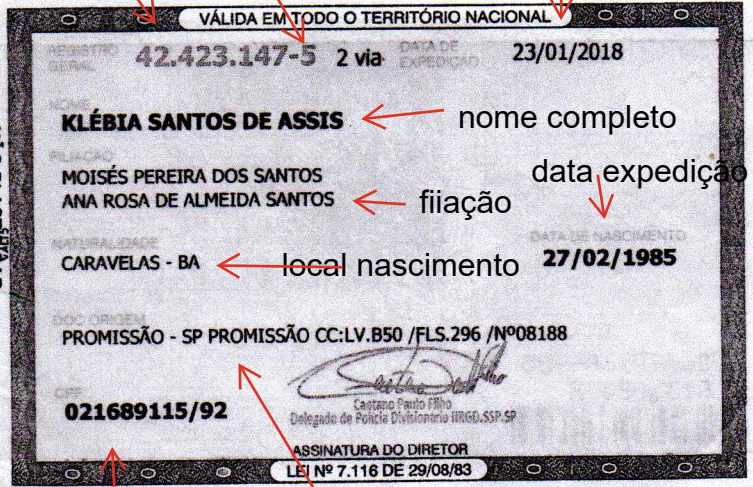 VÁLIDA EM TODO O TERRITÓRIO NACIONAL
REGISTRO GERAL 42.423.147-5 2 via DATA DE EXPEDIÇÃO 23/01/2018
NOME
KLÉBIA SANTOS DE ASSIS nome completo
FILIAÇÃO
MOISÉS PEREIRA DOS SANTOS data expedição
ANA ROSA DE ALMEIDA SANTOS fiiação
NATURALIDADE DATA DE NASCIMENTO
CARAVELAS - BA local nascimento 27/02/1985
DOC ORIGEM
PROMISSÃO - SP PROMISSÃO CC:LV.B50 /FLS.296 /Nº08188
CPF
021689115/92
Caetano Paulo Filho
Delegado de Polícia Divisionário IIRGD.SSP.SP
ASSINATURA DO DIRETOR
LEI Nº 7.116 DE 29/08/83